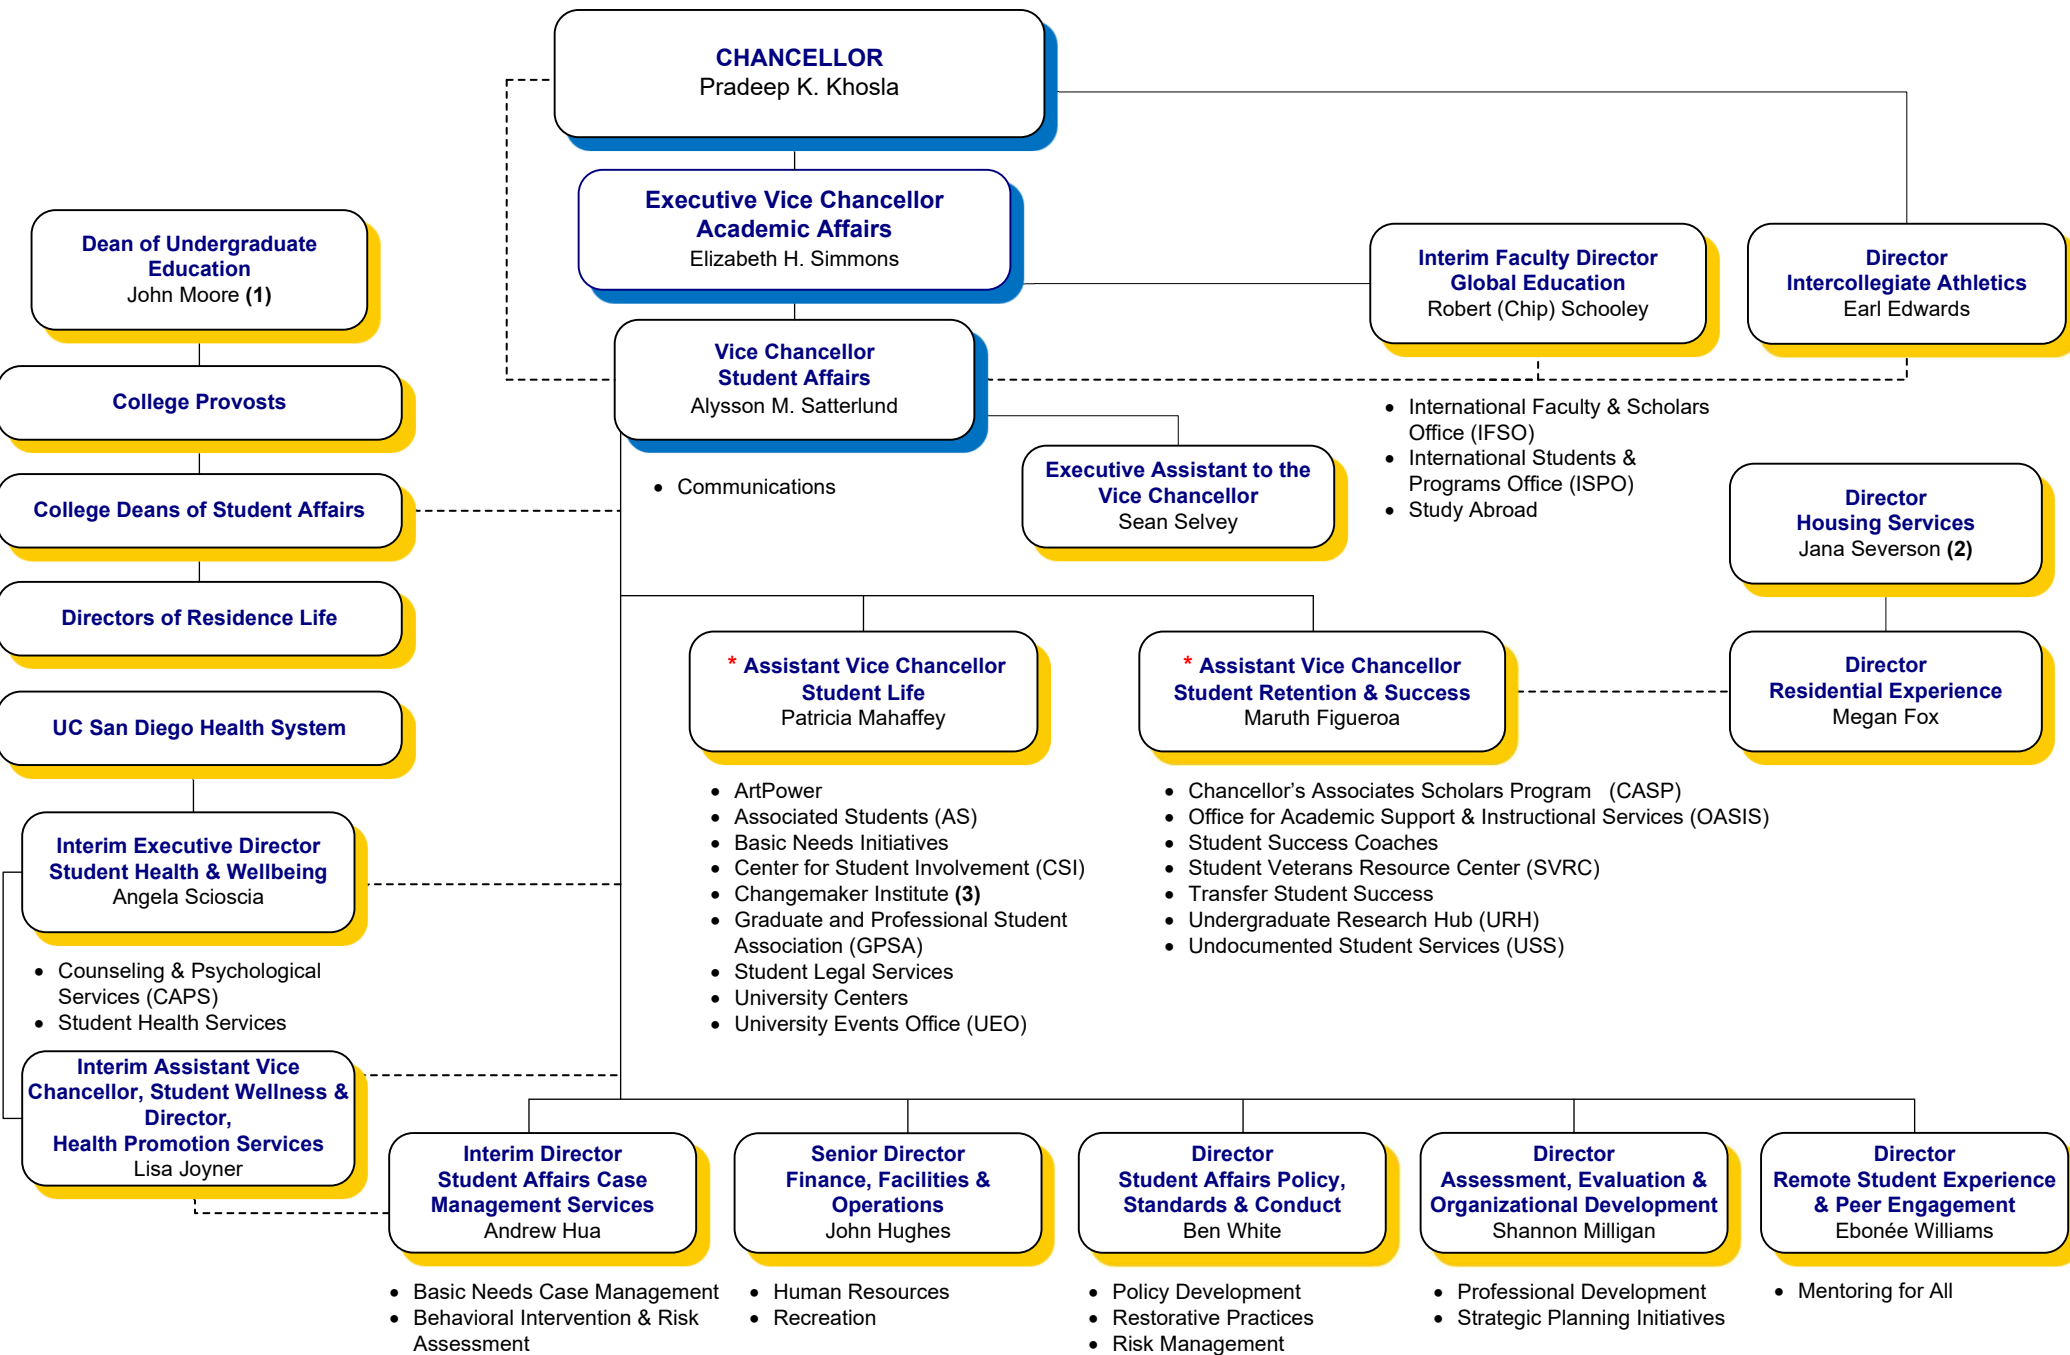 CHANCELLOR
Pradeep K. Khosla
Executive Vice Chancellor
Academic Affairs
Elizabeth H. Simmons
Dean of Undergraduate
Education
John Moore (1)
Interim Faculty Director
Global Education
Robert (Chip) Schooley
Director
Intercollegiate Athletics
Earl Edwards
Vice Chancellor
Student Affairs
Alysson M. Satterlund
College Provosts
• International Faculty & Scholars
Office (IFSO)
• International Students &
Programs Office (ISPO)
• Study Abroad
• Communications
Executive Assistant to the
Vice Chancellor
Sean Selvey
College Deans of Student Affairs
Director
Housing Services
Jana Severson (2)
Directors of Residence Life
* Assistant Vice Chancellor
Student Life
Patricia Mahaffey
* Assistant Vice Chancellor
Student Retention & Success
Maruth Figueroa
Director
Residential Experience
Megan Fox
UC San Diego Health System
• ArtPower
• Associated Students (AS)
• Basic Needs Initiatives
• Center for Student Involvement (CSI)
• Changemaker Institute (3)
• Graduate and Professional Student
Association (GPSA)
• Student Legal Services
• University Centers
• University Events Office (UEO)
• Chancellor’s Associates Scholars Program (CASP)
• Office for Academic Support & Instructional Services (OASIS)
• Student Success Coaches
• Student Veterans Resource Center (SVRC)
• Transfer Student Success
• Undergraduate Research Hub (URH)
• Undocumented Student Services (USS)
Interim Executive Director
Student Health & Wellbeing
Angela Scioscia
• Counseling & Psychological
Services (CAPS)
• Student Health Services
Interim Assistant Vice
Chancellor, Student Wellness &
Director,
Health Promotion Services
Lisa Joyner
Interim Director
Student Affairs Case
Management Services
Andrew Hua
Senior Director
Finance, Facilities &
Operations
John Hughes
Director
Student Affairs Policy,
Standards & Conduct
Ben White
Director
Assessment, Evaluation &
Organizational Development
Shannon Milligan
Director
Remote Student Experience
& Peer Engagement
Ebonée Williams
• Basic Needs Case Management
• Behavioral Intervention & Risk
Assessment
• Human Resources
• Recreation
• Policy Development
• Restorative Practices
• Risk Management
• Professional Development
• Strategic Planning Initiatives
• Mentoring for All